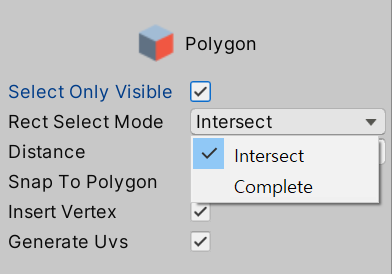 Polygon
Select Only Visible
Rect Select Mode Intersect
Distance Intersect
Snap To Polygon Complete
Insert Vertex
Generate Uvs